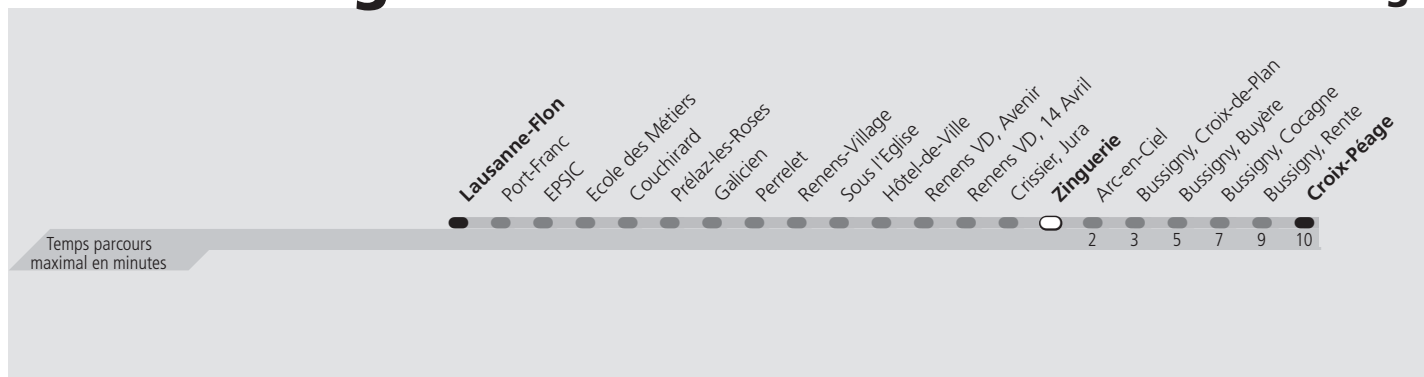 Lausanne-Flon
Port-Franc
EPSIC
Ecole des Métiers
Couchirard
Prélaz-les-Roses
Galicien
Perrelet
Renens-Village
Sous l'Eglise
Hôtel-de-Ville
Renens VD, Avenir
Renens VD, 14 Avril
Crissier, Jura
Zinguerie
Arc-en-Ciel
Bussigny, Croix-de-Plan
Bussigny, Buyère
Bussigny, Cocagne
Bussigny, Rente
Croix-Péage
Temps parcours
maximal en minutes
2 3 5 7 9 10